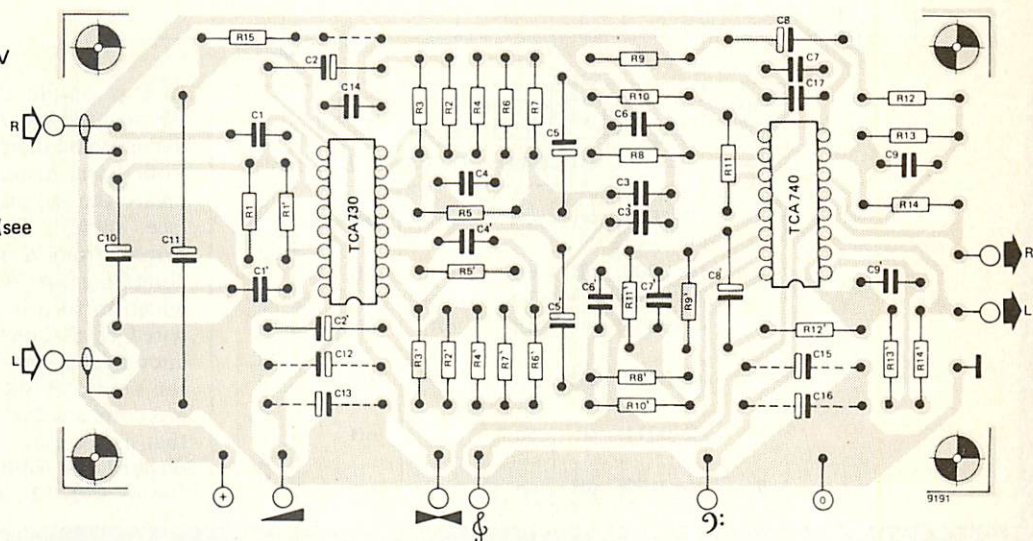 V
R
(see
L
R15
C2
C14
C1
R1
R1'
C1'
C10
C11
TCA730
C2'
C12
C13
R3
R2
R4
R6
R7
C4
R5
C4'
R5'
R3'
R2'
R4'
R7'
R6'
C5
C5'
R9
R10
C6
R8
C3
C3'
C6'
R11'
C7'
R9'
R8'
R10'
R11
C8'
C8
C7
C17
TCA740
R12
R13
C9
R14
C9'
R12'
C15
C16
R13'
R14'
R
L
+
0
9191